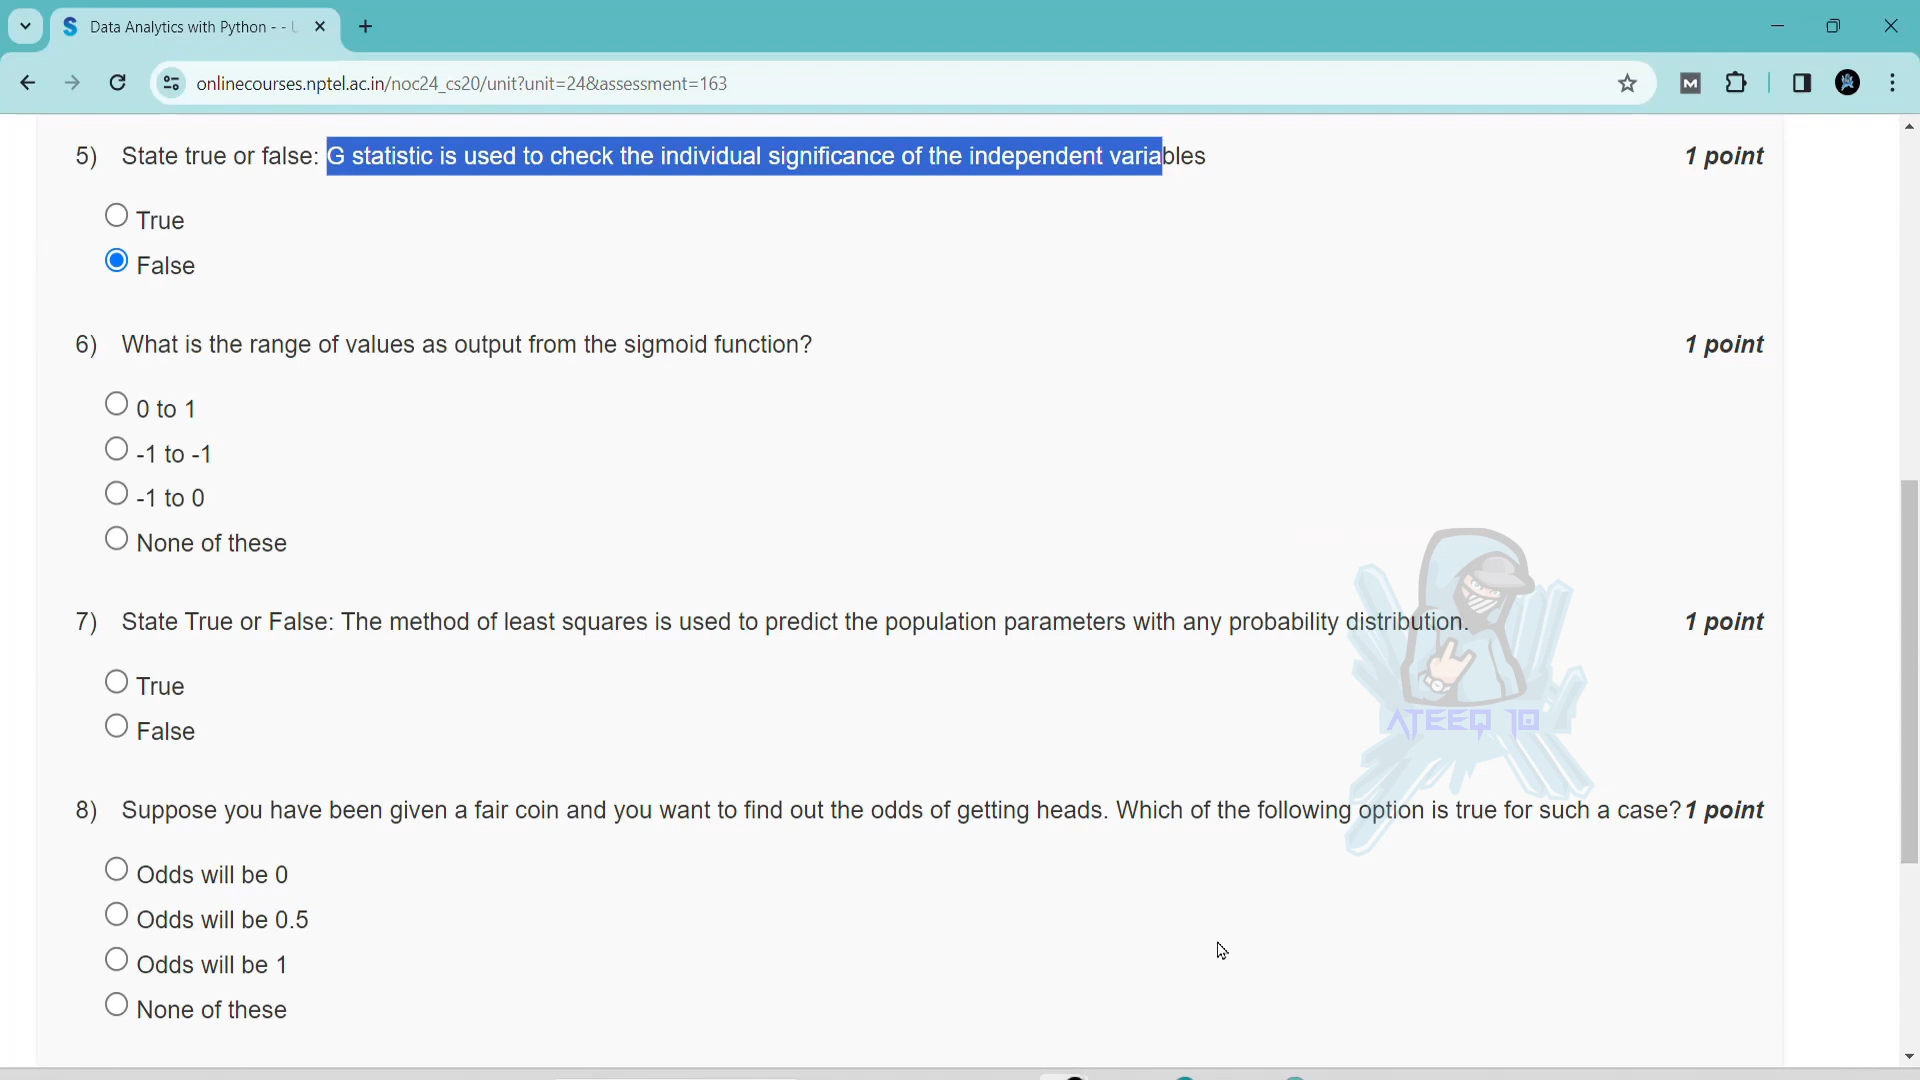 Data Analytics with Python - -
onlinecourses.nptel.ac.in/noc24_cs20/unit?unit=24&assessment=163
5) State true or false: G statistic is used to check the individual significance of the independent variables 1 point
True
False
6) What is the range of values as output from the sigmoid function? 1 point
0 to 1
-1 to -1
-1 to 0
None of these
7) State True or False: The method of least squares is used to predict the population parameters with any probability distribution. 1 point
True
False
ATEEQ 10
8) Suppose you have been given a fair coin and you want to find out the odds of getting heads. Which of the following option is true for such a case? 1 point
Odds will be 0
Odds will be 0.5
Odds will be 1
None of these